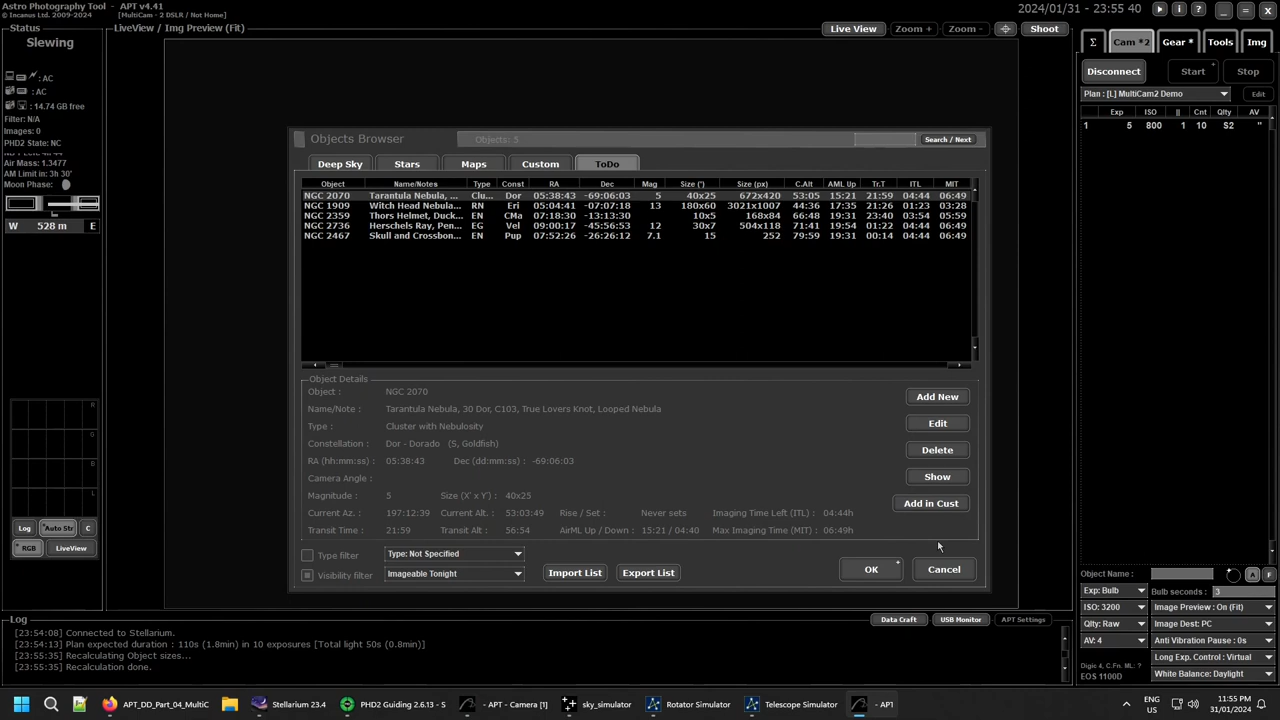 Astro Photography Tool - APT v4.41
© Incanus Ltd. 2009-2024 [MultiCam - 2 DSLR / Not Home]
2024/01/31 - 23:55 40
Status
LiveView / Img Preview (Fit)
Live View Zoom + Zoom - Shoot
Slewing
: AC
: AC
: 14.74 GB free
Filter: N/A
Images: 0
PHD2 State: NC
Air Mass: 1.3477
AM Limit in: 3h 30'
Moon Phase:
W 528 m E
Σ Cam *2 Gear * Tools Img
Disconnect Start + Stop
Plan : [L] MultiCam2 Demo Edit
Exp ISO || Cnt Qlty AV
1 5 800 1 10 S2 "
Objects Browser Objects: 5 Search / Next
Deep Sky Stars Maps Custom ToDo
Object Name/Notes Type Const RA Dec Mag Size (') Size (px) C.Alt AML Up Tr.T ITL MIT
NGC 2070 Tarantula Nebula, ... Clu... Dor 05:38:43 -69:06:03 5 40x25 672x420 53:05 15:21 21:59 04:44 06:49
NGC 1909 Witch Head Nebula... RN Eri 05:04:41 -07:07:18 13 180x60 3021x1007 44:36 17:35 21:26 01:23 03:28
NGC 2359 Thors Helmet, Duck... EN CMa 07:18:30 -13:13:30 10x5 168x84 66:48 19:31 23:40 03:54 05:59
NGC 2736 Herschels Ray, Pen... EG Vel 09:00:17 -45:56:53 12 30x7 504x118 71:41 19:54 01:22 04:44 06:49
NGC 2467 Skull and Crossbon... EN Pup 07:52:26 -26:26:12 7.1 15 252 79:59 19:31 00:14 04:44 06:49
Object Details
Object : NGC 2070
Name/Note : Tarantula Nebula, 30 Dor, C103, True Lovers Knot, Looped Nebula
Type : Cluster with Nebulosity
Constellation : Dor - Dorado (S, Goldfish)
RA (hh:mm:ss) : 05:38:43 Dec (dd:mm:ss) : -69:06:03
Camera Angle :
Magnitude : 5 Size (X' x Y') : 40x25
Current Az. : 197:12:39 Current Alt. : 53:03:49 Rise / Set : Never sets Imaging Time Left (ITL) : 04:44h
Transit Time : 21:59 Transit Alt : 56:54 AirML Up / Down : 15:21 / 04:40 Max Imaging Time (MIT) : 06:49h
Add New
Edit
Delete
Show
Add in Cust
Type filter Type: Not Specified
Visibility filter Imageable Tonight Import List Export List OK + Cancel
R
G
B
L
Log Auto Str C
RGB LiveView
Object Name : A F
Exp: Bulb Bulb seconds : 3
ISO: 3200 Image Preview : On (Fit)
Qlty: Raw Image Dest: PC
AV: 4 Anti Vibration Pause : 0s
Digic 4, C.Fn. ML: ? Long Exp. Control : Virtual
EOS 1100D White Balance: Daylight
Log Data Craft USB Monitor APT Settings
[23:54:08] Connected to Stellarium.
[23:54:13] Plan expected duration : 110s (1.8min) in 10 exposures [Total light 50s (0.8min)]
[23:55:35] Recalculating Object sizes...
[23:55:35] Recalculation done.
APT_DD_Part_04_MultiC Stellarium 23.4 PHD2 Guiding 2.6.13 - S - APT - Camera [1] sky_simulator Rotator Simulator Telescope Simulator - APT
ENG US 11:55 PM 31/01/2024